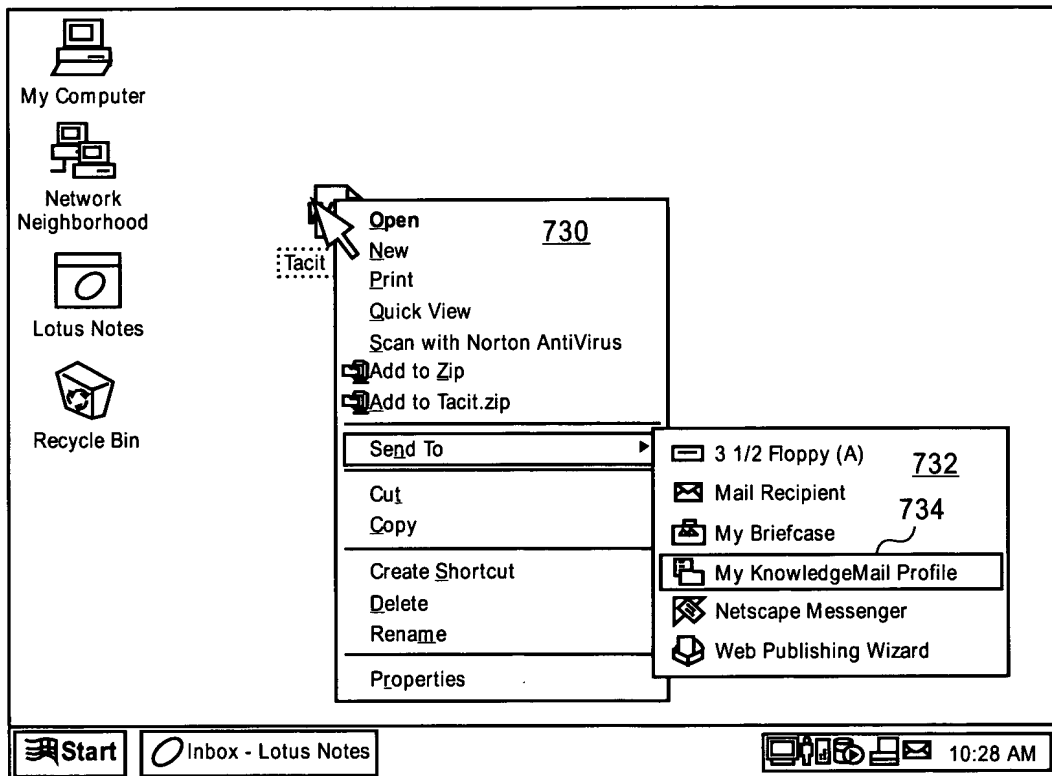 My Computer
Network
Neighborhood
Lotus Notes
Recycle Bin
Tacit
Open
730
New
Print
Quick View
Scan with Norton AntiVirus
Add to Zip
Add to Tacit.zip
Send To
Cut
Copy
Create Shortcut
Delete
Rename
Properties
3 1/2 Floppy (A)
732
Mail Recipient
734
My Briefcase
My KnowledgeMail Profile
Netscape Messenger
Web Publishing Wizard
Start
Inbox - Lotus Notes
10:28 AM